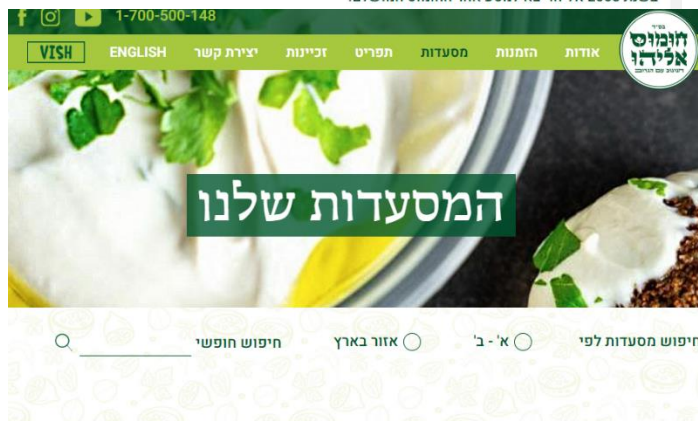 1-700-500-148
בס"ד
חומוס
אליהו
אודות
הזמנות
מסעדות
תפריט
זכיינות
יצירת קשר
ENGLISH
VISH
המסעדות שלנו
חיפוש מסעדות לפי
א' - ב'
אזור בארץ
חיפוש חופשי